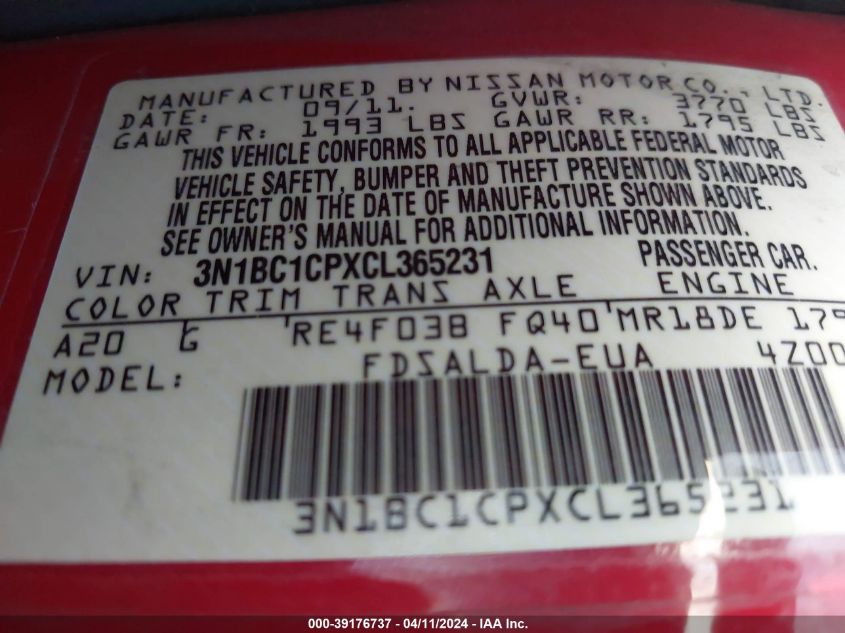 MANUFACTURED BY NISSAN MOTOR CO., LTD.
DATE: 09/11. GVWR: 3770 LBS
GAWR FR: 1993 LBS GAWR RR: 1795 LBS
THIS VEHICLE CONFORMS TO ALL APPLICABLE FEDERAL MOTOR
VEHICLE SAFETY, BUMPER AND THEFT PREVENTION STANDARDS
IN EFFECT ON THE DATE OF MANUFACTURE SHOWN ABOVE.
SEE OWNER'S MANUAL FOR ADDITIONAL INFORMATION.
VIN: 3N1BC1CPXCL365231 PASSENGER CAR.
COLOR TRIM TRANS AXLE ENGINE
A20 G RE4F03B FQ40 MR18DE 179
MODEL: FDSALDA-EUA 4Z00
3N1BC1CPXCL365231
000-39176737 - 04/11/2024 - IAAI Inc.